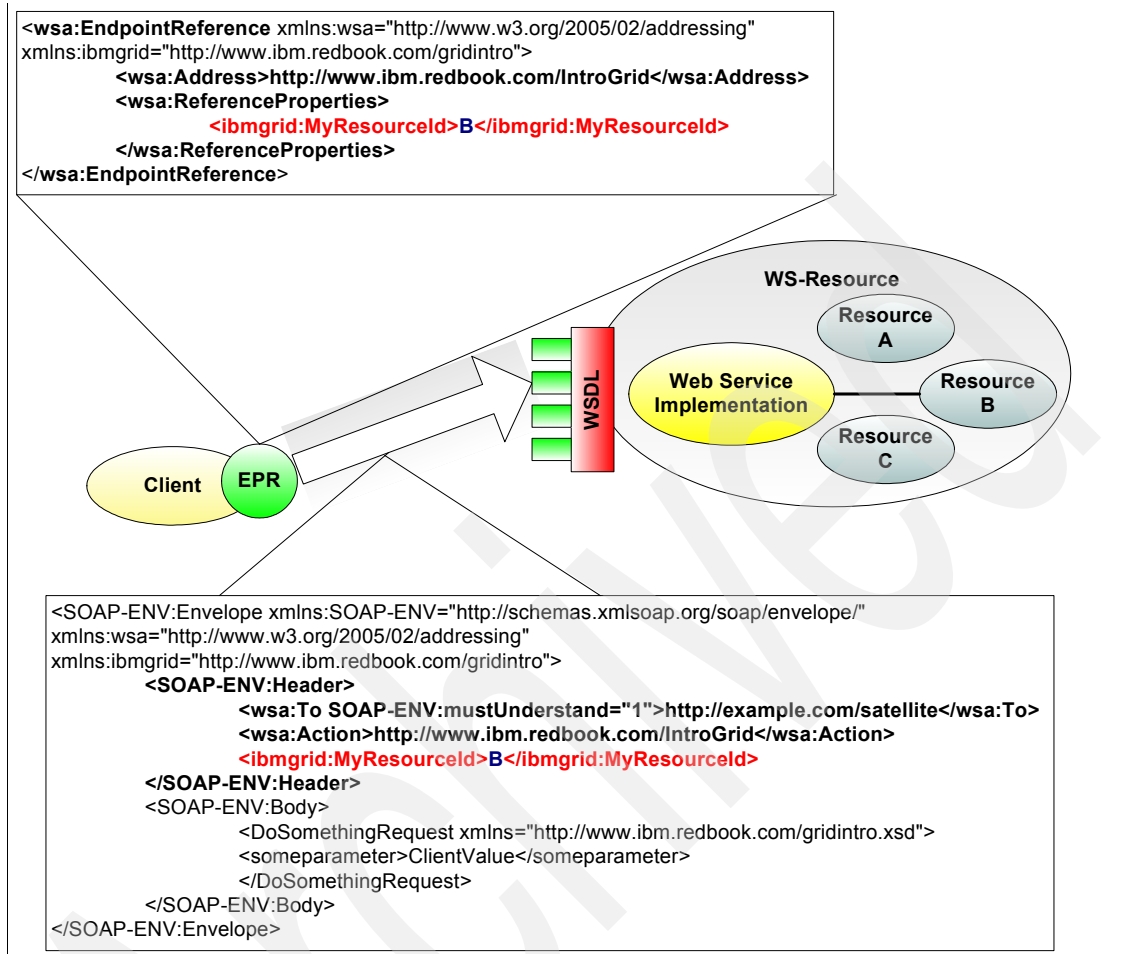 <wsa:EndpointReference xmlns:wsa="http://www.w3.org/2005/02/addressing"
xmlns:ibmgrid="http://www.ibm.redbook.com/gridintro">
<wsa:Address>http://www.ibm.redbook.com/IntroGrid</wsa:Address>
<wsa:ReferenceProperties>
<ibmgrid:MyResourceId>B</ibmgrid:MyResourceId>
</wsa:ReferenceProperties>
</wsa:EndpointReference>
WS-Resource
Resource
A
Web Service
Implementation
Resource
B
Resource
C
WSDL
Client
EPR
<SOAP-ENV:Envelope xmlns:SOAP-ENV="http://schemas.xmlsoap.org/soap/envelope/"
xmlns:wsa="http://www.w3.org/2005/02/addressing"
xmlns:ibmgrid="http://www.ibm.redbook.com/gridintro">
<SOAP-ENV:Header>
<wsa:To SOAP-ENV:mustUnderstand="1">http://example.com/satellite</wsa:To>
<wsa:Action>http://www.ibm.redbook.com/IntroGrid</wsa:Action>
<ibmgrid:MyResourceId>B</ibmgrid:MyResourceId>
</SOAP-ENV:Header>
<SOAP-ENV:Body>
<DoSomethingRequest xmlns="http://www.ibm.redbook.com/gridintro.xsd">
<someparameter>ClientValue</someparameter>
</DoSomethingRequest>
</SOAP-ENV:Body>
</SOAP-ENV:Envelope>